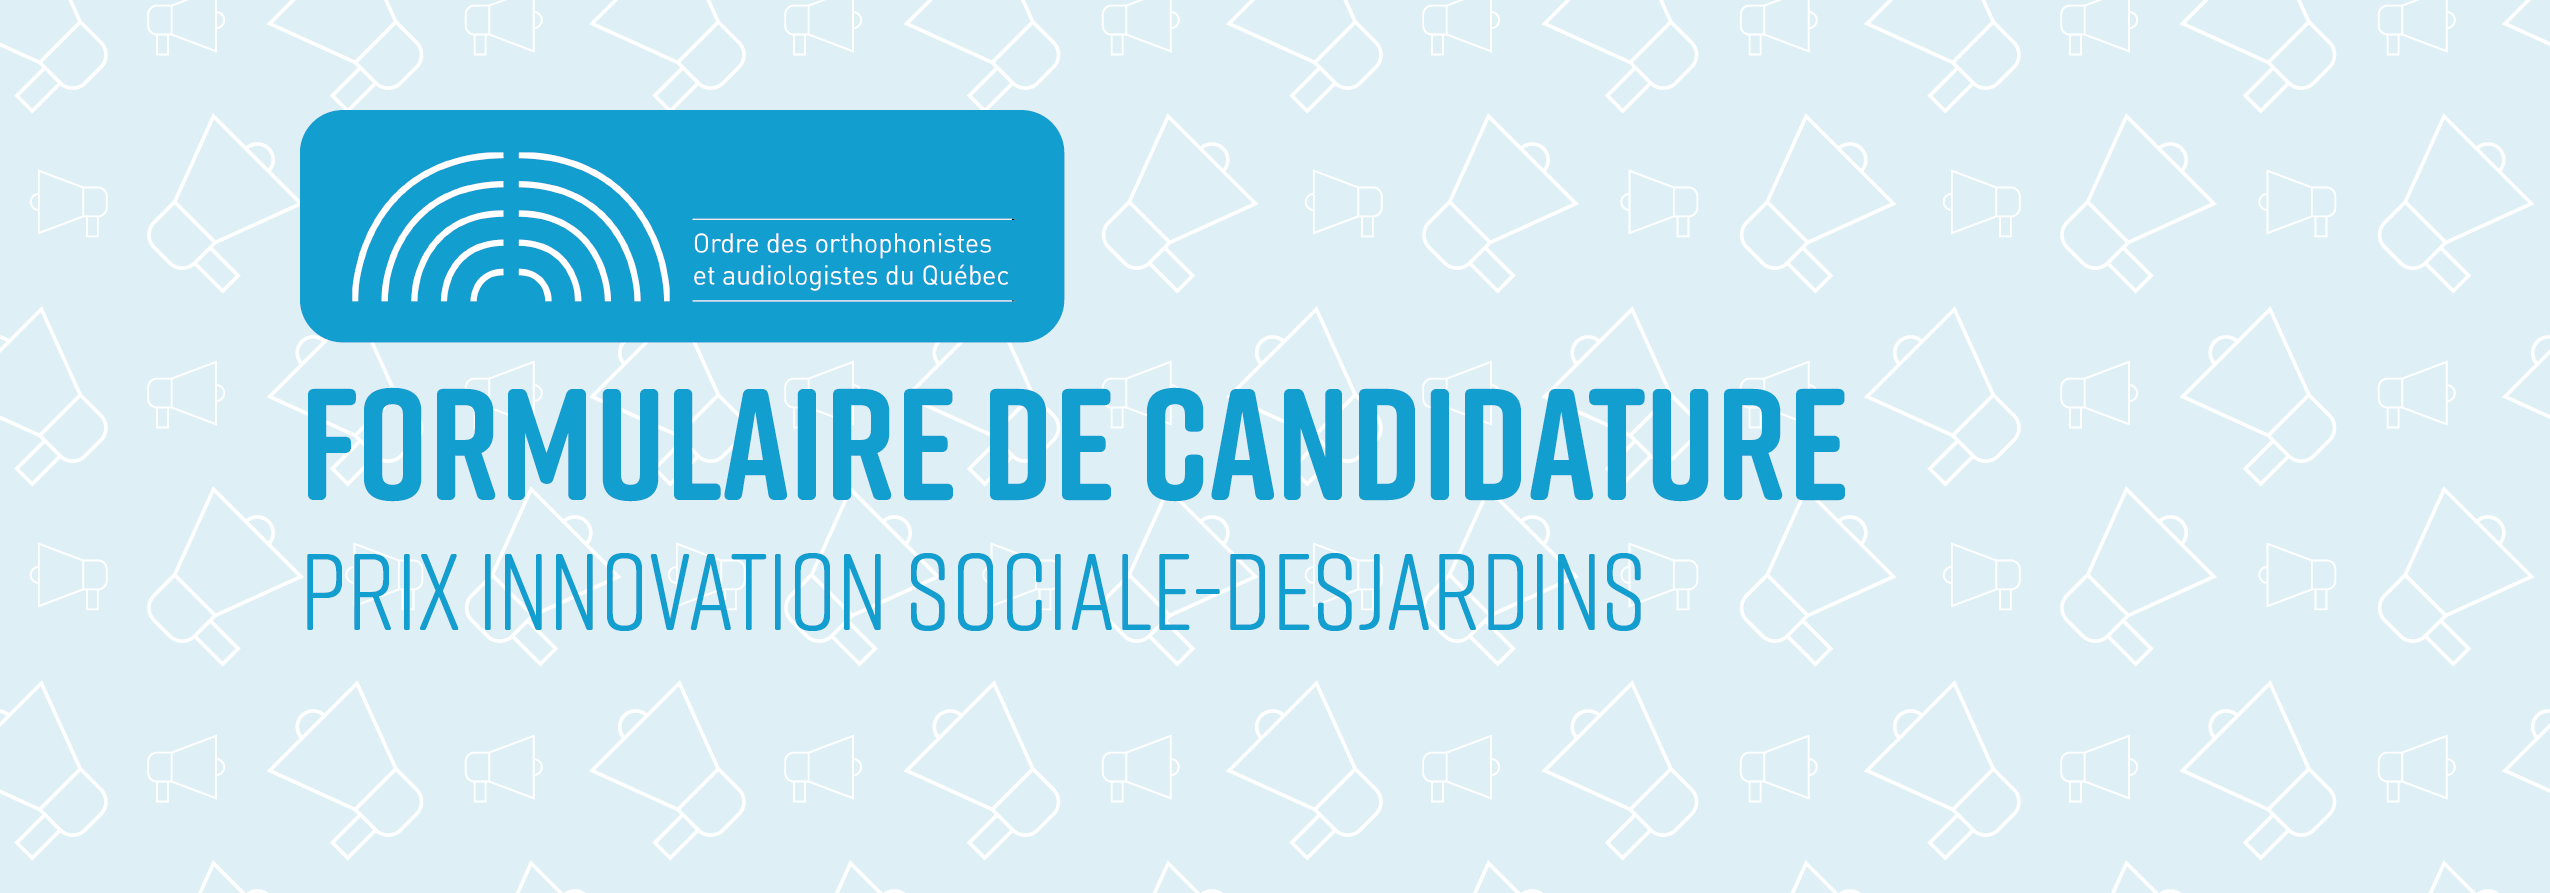 Ordre des orthophonistes
et audiologistes du Québec
FORMULAIRE DE CANDIDATURE
PRIX INNOVATION SOCIALE-DESJARDINS